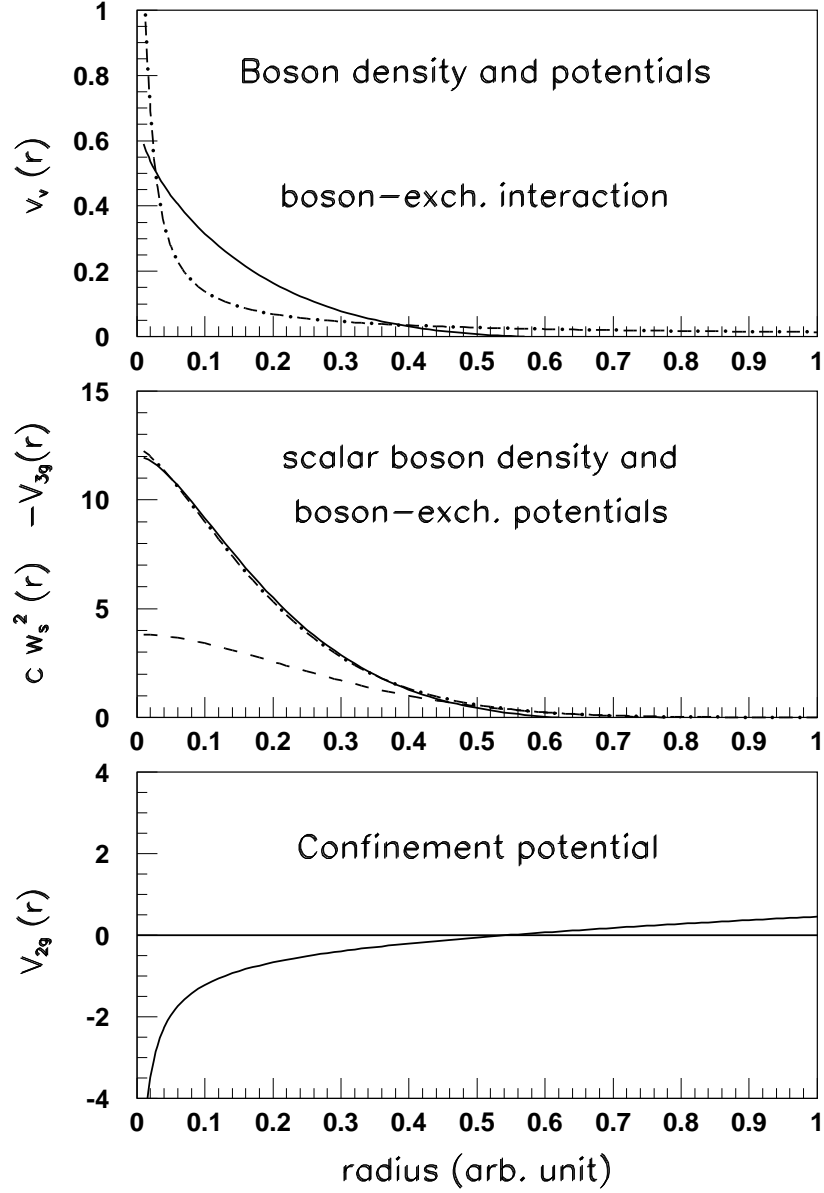 Boson density and potentials
boson-exch. interaction
v_v (r)
1
0.8
0.6
0.4
0.2
0
0 0.1 0.2 0.3 0.4 0.5 0.6 0.7 0.8 0.9 1
scalar boson density and
boson-exch. potentials
c w_s^2 (r) -V_3g(r)
15
10
5
0
0 0.1 0.2 0.3 0.4 0.5 0.6 0.7 0.8 0.9 1
Confinement potential
V_2g (r)
4
2
0
-2
-4
0 0.1 0.2 0.3 0.4 0.5 0.6 0.7 0.8 0.9 1
radius (arb. unit)